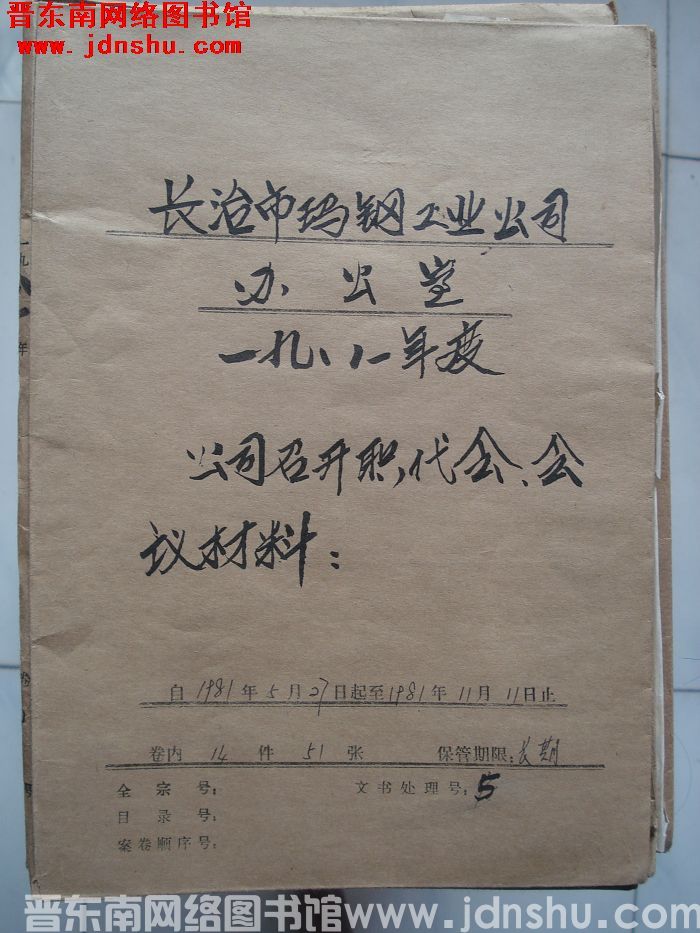 晋东南网络图书馆
www.jdnshu.com
长治市玛钢工业公司
办公室
一九八一年度
公司召开职代会、会
议材料：
自1981年5月27日起至1981年11月11日止
卷内 14 件 51 张 保管期限：长期
全宗号： 文书处理号：5
目录号：
案卷顺序号：
一九
年
卷
晋东南网络图书馆www.jdnshu.com